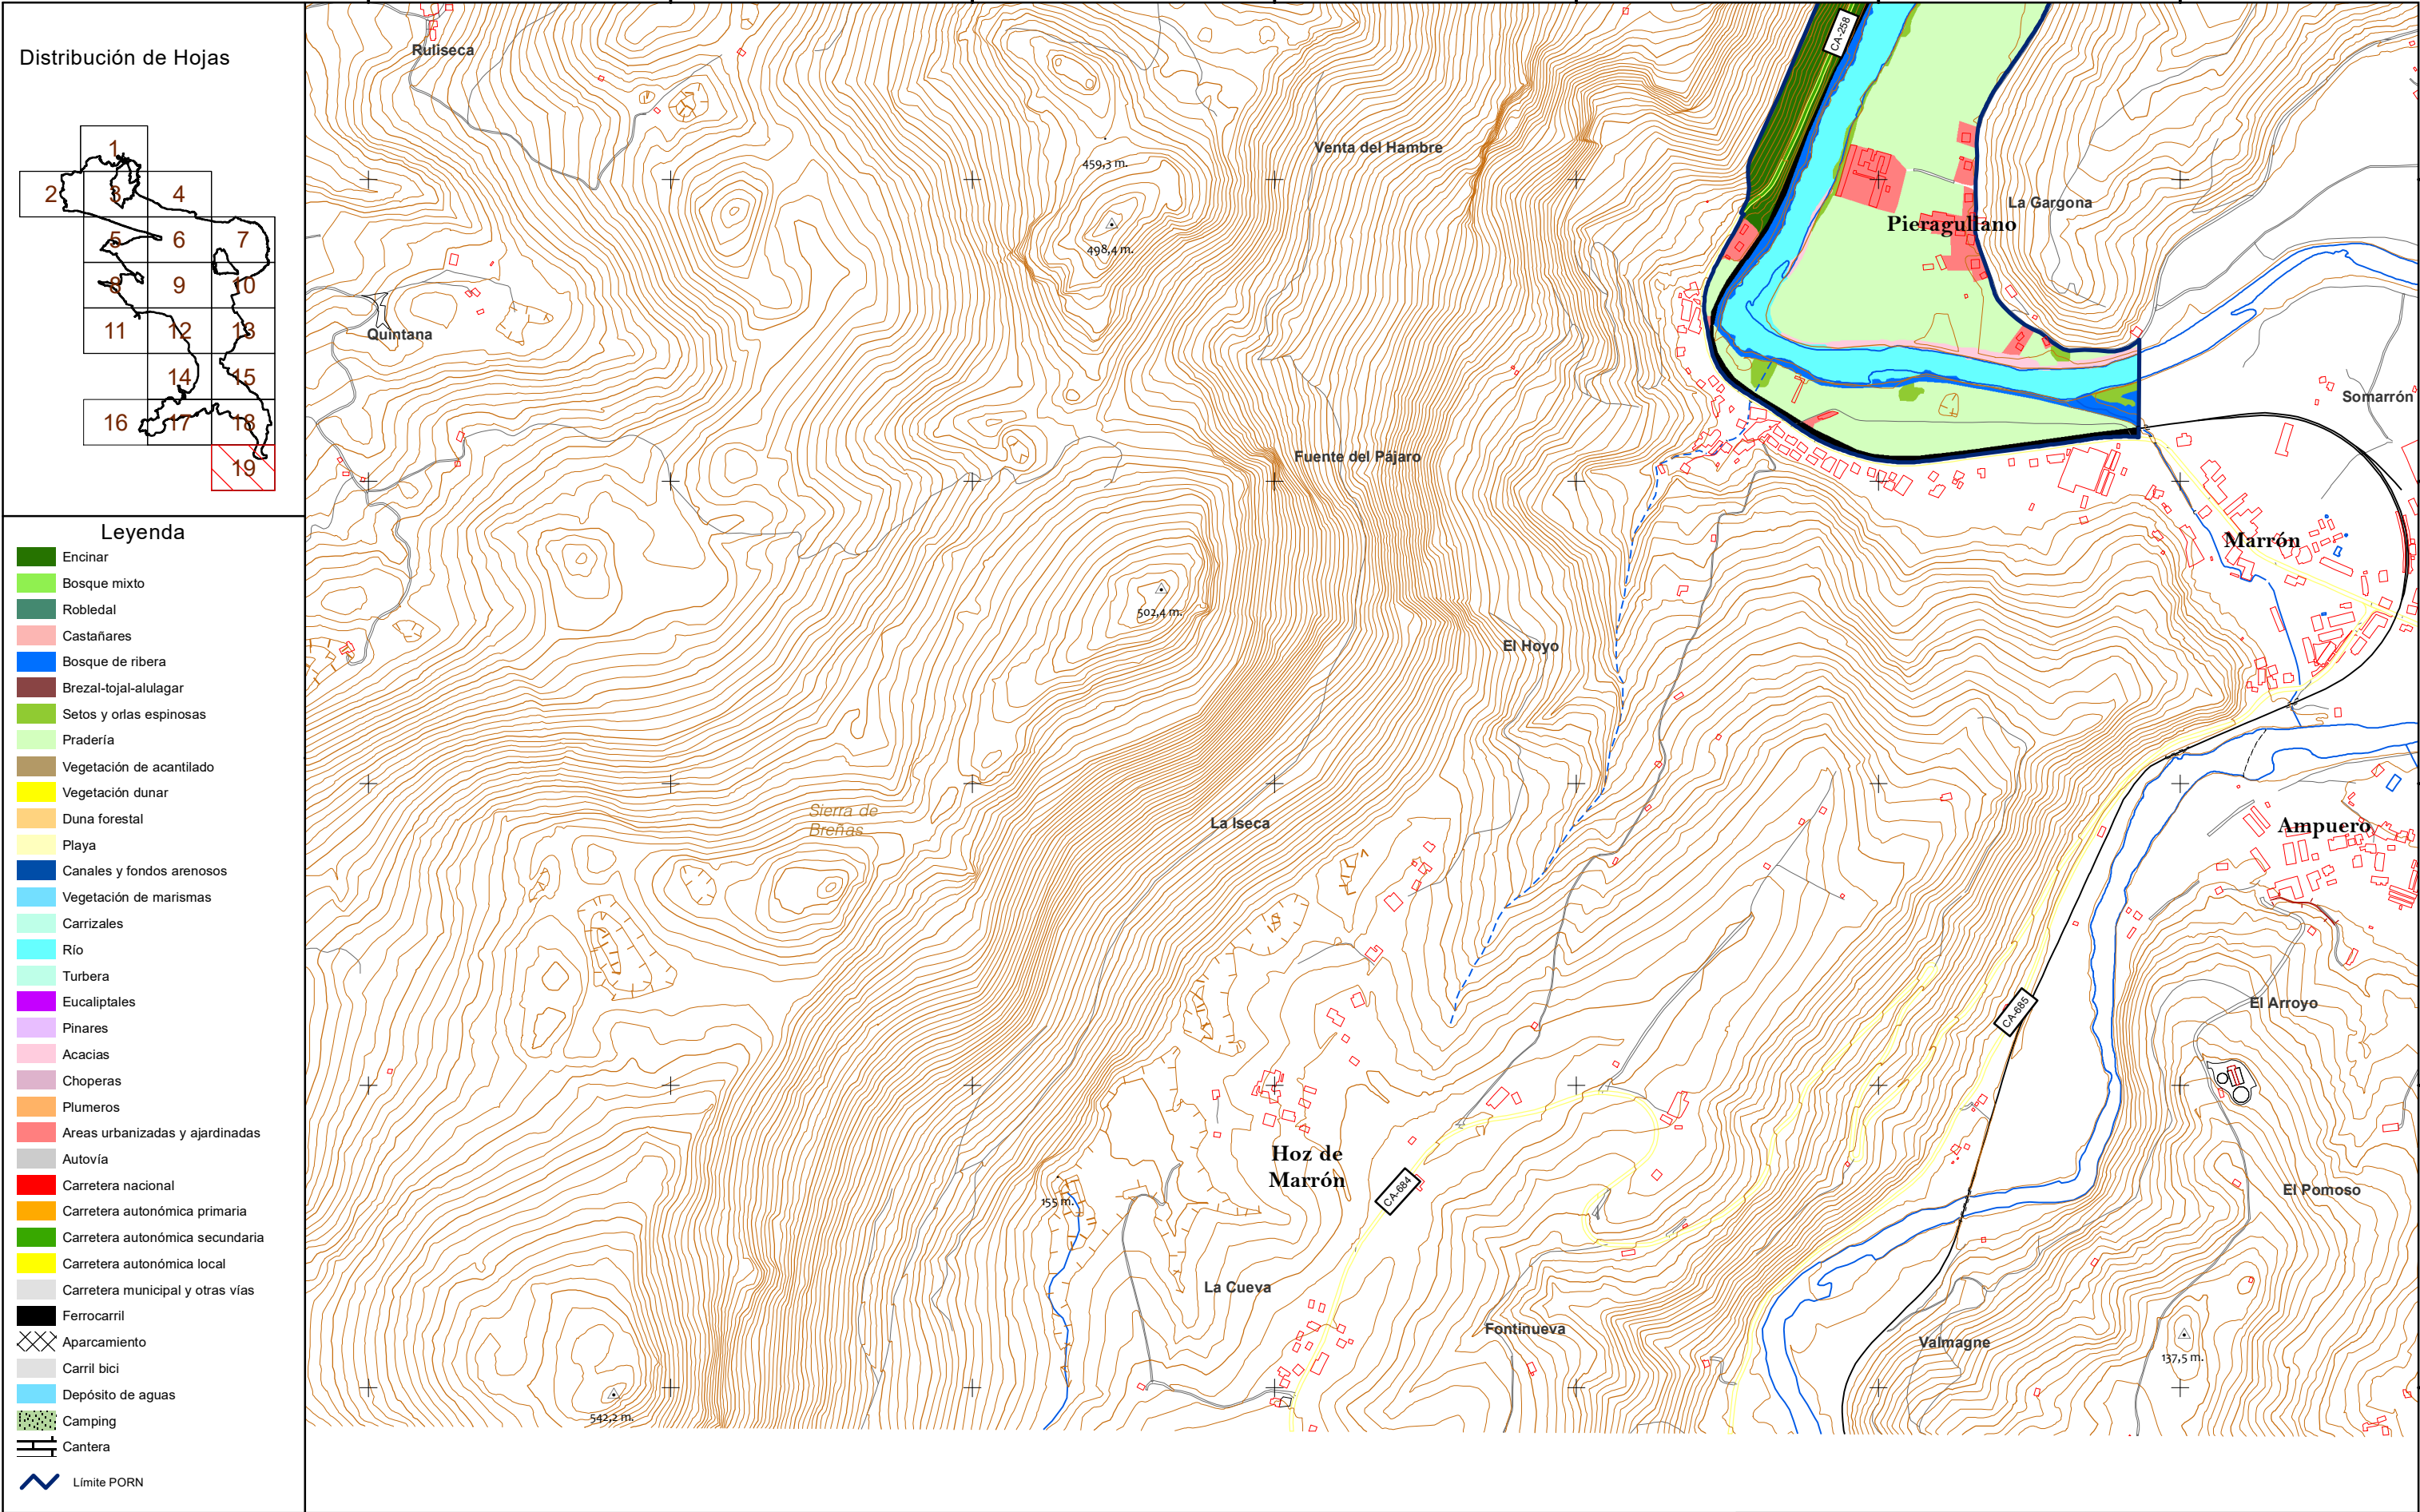 Distribución de Hojas
1
2
3
4
5
6
7
8
9
10
11
12
13
14
15
16
17
18
19
Leyenda
Encinar
Bosque mixto
Robledal
Castañares
Bosque de ribera
Brezal-tojal-alulagar
Setos y orlas espinosas
Pradería
Vegetación de acantilado
Vegetación dunar
Duna forestal
Playa
Canales y fondos arenosos
Vegetación de marismas
Carrizales
Río
Turbera
Eucaliptales
Pinares
Acacias
Choperas
Plumeros
Areas urbanizadas y ajardinadas
Autovía
Carretera nacional
Carretera autonómica primaria
Carretera autonómica secundaria
Carretera autonómica local
Carretera municipal y otras vías
Ferrocarril
Aparcamiento
Carril bici
Depósito de aguas
Camping
Cantera
Límite PORN
Ruliseca
CA-258
Venta del Hambre
459,3 m.
La Gargona
Pieragullano
498,4 m.
Quintana
Somarrón
Fuente del Pájaro
Marrón
502,4 m.
El Hoyo
Sierra de
Breñas
La Iseca
Ampuero
El Arroyo
CA-685
Hoz de
Marrón
CA-684
El Pomoso
155 m.
La Cueva
Fontinueva
Valmagne
137,5 m.
542,2 m.